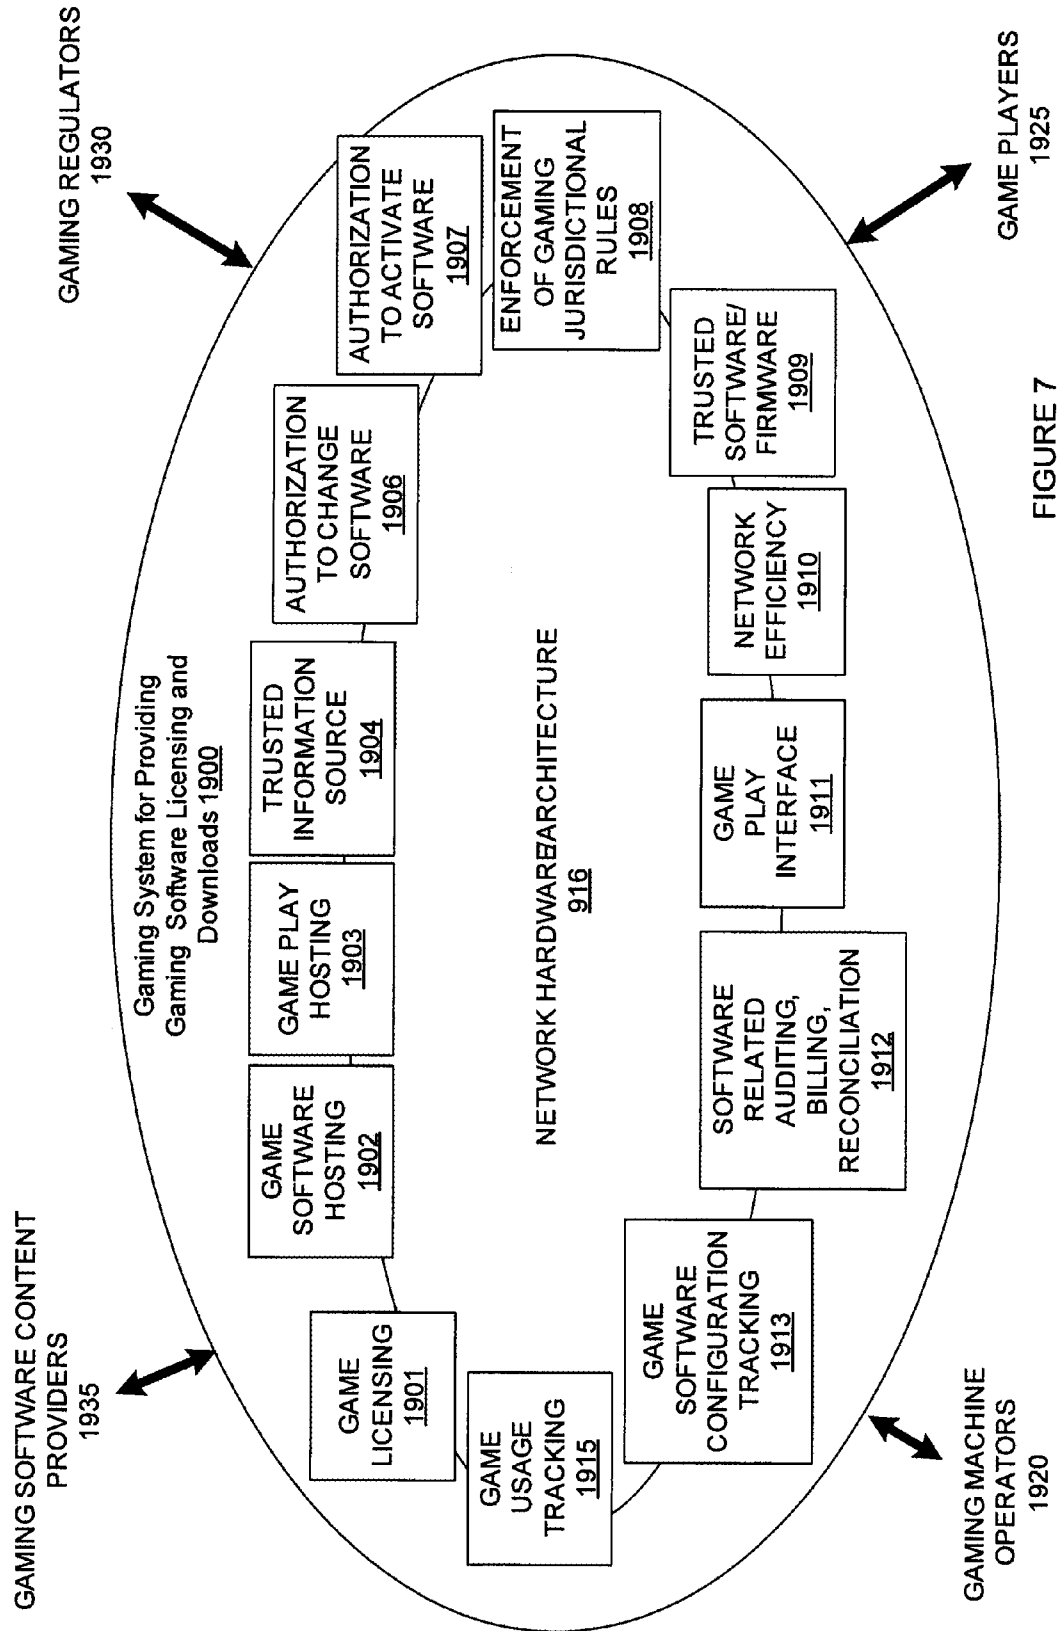 GAMING SOFTWARE CONTENT
PROVIDERS
1935
GAMING REGULATORS
1930
Gaming System for Providing
Gaming Software Licensing and
Downloads 1900
GAME
LICENSING
1901
GAME
SOFTWARE
HOSTING
1902
GAME PLAY
HOSTING
1903
TRUSTED
INFORMATION
SOURCE
1904
AUTHORIZATION
TO CHANGE
SOFTWARE
1906
AUTHORIZATION
TO ACTIVATE
SOFTWARE
1907
ENFORCEMENT
OF GAMING
JURISDICTIONAL
RULES
1908
NETWORK HARDWARE/ARCHITECTURE
916
GAME
USAGE
TRACKING
1915
GAME
SOFTWARE
CONFIGURATION
TRACKING
1913
SOFTWARE
RELATED
AUDITING,
BILLING,
RECONCILIATION
1912
GAME
PLAY
INTERFACE
1911
NETWORK
EFFICIENCY
1910
TRUSTED
SOFTWARE/
FIRMWARE
1909
GAMING MACHINE
OPERATORS
1920
GAME PLAYERS
1925
FIGURE 7